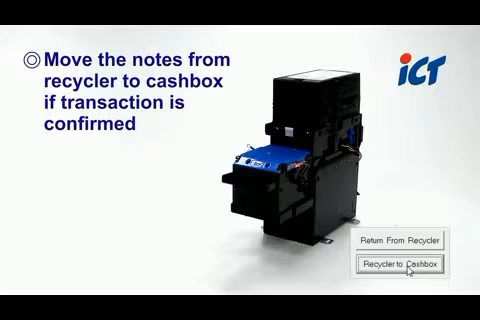 ◎ Move the notes from
recycler to cashbox
if transaction is
confirmed
ICT
Return From Recycler
Recycler to Cashbox